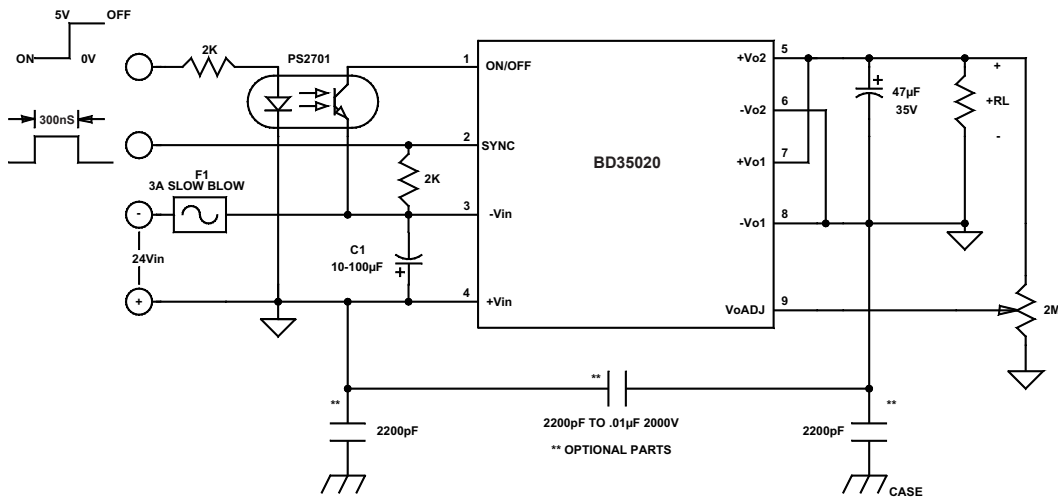 5V
OFF
ON
0V
2K
PS2701
300nS
F1
3A SLOW BLOW
-
24Vin
+
2K
C1
10-100µF
+
1
ON/OFF
2
SYNC
3
-Vin
4
+Vin
BD35020
+Vo2
5
-Vo2
6
+Vo1
7
-Vo1
8
VoADJ
9
+
47µF
35V
+
+RL
-
2M
**
2200pF
**
2200pF TO .01µF 2000V
** OPTIONAL PARTS
**
2200pF
CASE